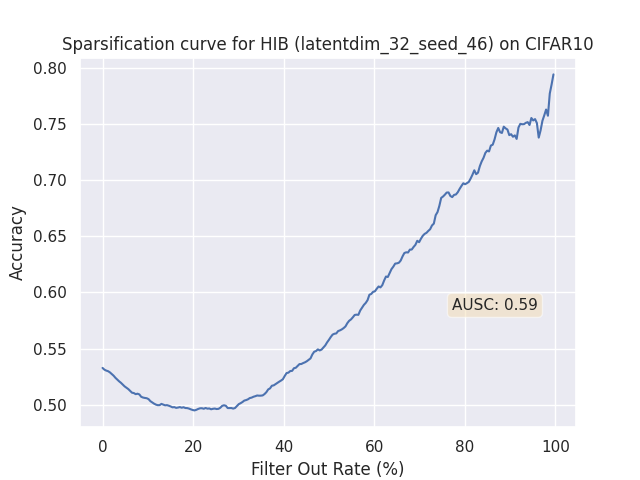 Sparsification curve for HIB (latentdim_32_seed_46) on CIFAR10
0.80
0.75
0.70
0.65
0.60
0.55
0.50
Accuracy
AUSC: 0.59
0 20 40 60 80 100
Filter Out Rate (%)